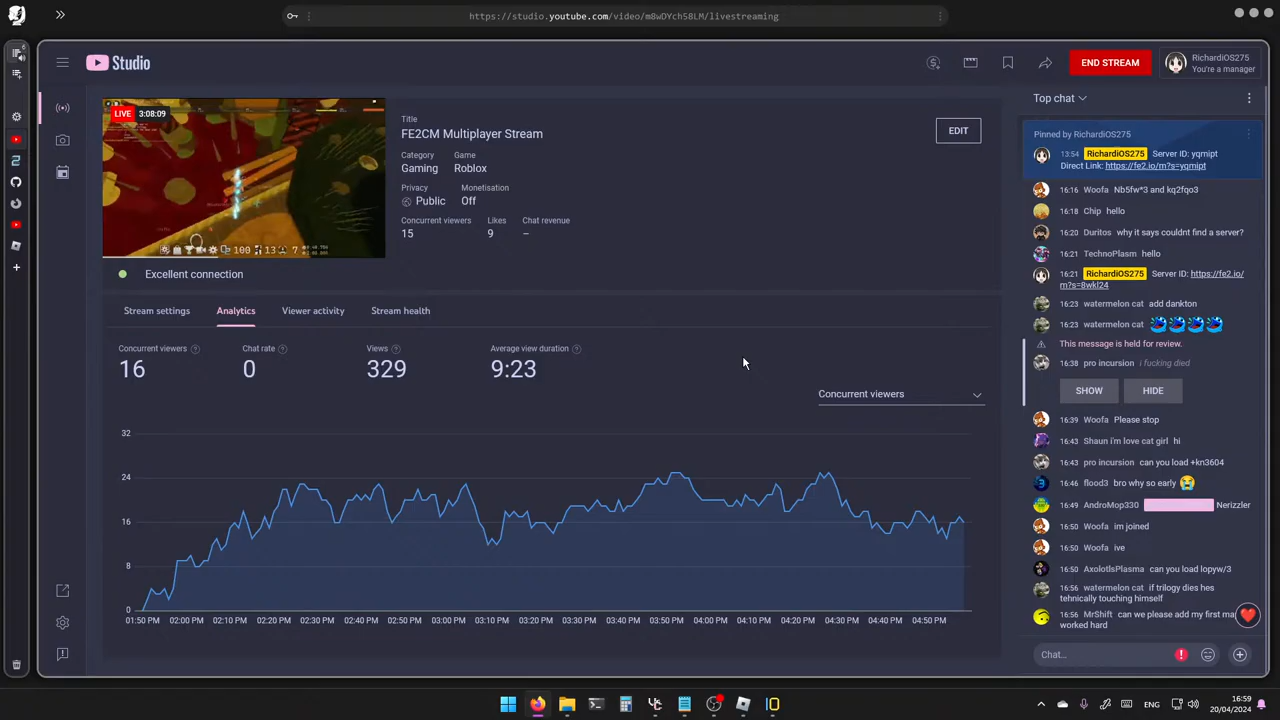 https://studio.youtube.com/video/m8wDYch58LM/livestreaming
Studio
END STREAM
RichardiOS275
You're a manager
LIVE 3:08:09
Title
FE2CM Multiplayer Stream
EDIT
Category Game
Gaming Roblox
Privacy Monetisation
Public Off
Concurrent viewers Likes Chat revenue
15 9 –
100 13 7
Excellent connection
Stream settings Analytics Viewer activity Stream health
Concurrent viewers Chat rate Views Average view duration
16 0 329 9:23
Concurrent viewers
32
24
16
8
0
01:50 PM 02:00 PM 02:10 PM 02:20 PM 02:30 PM 02:40 PM 02:50 PM 03:00 PM 03:10 PM 03:20 PM 03:30 PM 03:40 PM 03:50 PM 04:00 PM 04:10 PM 04:20 PM 04:30 PM 04:40 PM 04:50 PM
Top chat
Pinned by RichardiOS275
13:54 RichardiOS275 Server ID: yqmipt
Direct Link: https://fe2.io/m?s=yqmipt
16:16 Woofa Nb5fw*3 and kq2fqo3
16:18 Chip hello
16:20 Duritos why it says couldnt find a server?
16:21 TechnoPlasm hello
16:21 RichardiOS275 Server ID: https://fe2.io/
m?s=8wkl24
16:23 watermelon cat add dankton
16:23 watermelon cat
This message is held for review.
16:38 pro incursion i fucking died
SHOW HIDE
16:39 Woofa Please stop
16:43 Shaun i'm love cat girl hi
16:43 pro incursion can you load +kn3604
16:46 flood3 bro why so early
16:49 AndroMop330 Nerizzler
16:50 Woofa im joined
16:50 Woofa ive
16:50 AxolotlsPlasma can you load lopyw/3
16:56 watermelon cat if trilogy dies hes
tehnically touching himself
16:56 MrShift can we please add my first ma
worked hard
Chat...
ENG
16:59
20/04/2024